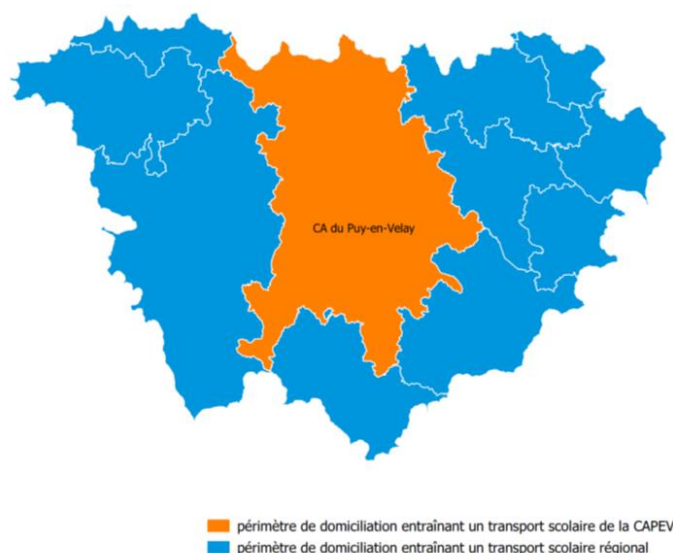 CA du Puy-en-Velay
périmètre de domiciliation entraînant un transport scolaire de la CAPEV
périmètre de domiciliation entraînant un transport scolaire régional